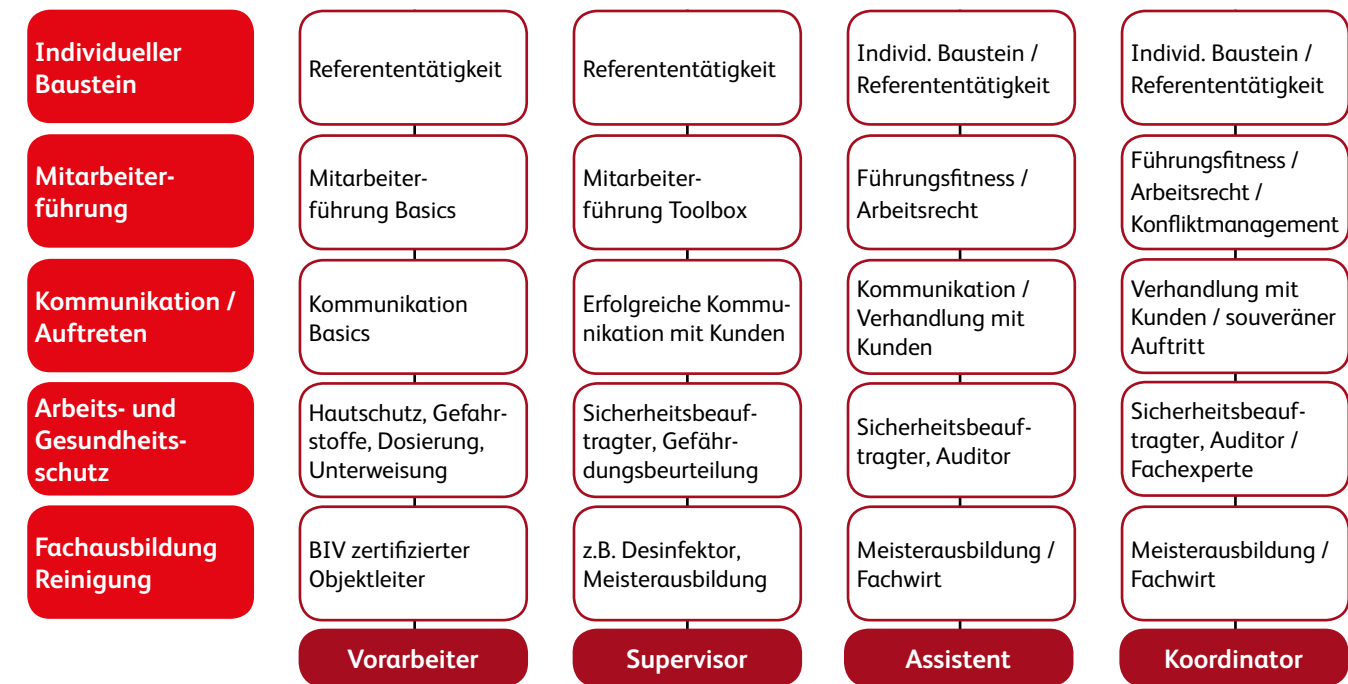 Individueller
Baustein
Referententätigkeit
Referententätigkeit
Individ. Baustein /
Referententätigkeit
Individ. Baustein /
Referententätigkeit
Mitarbeiter-
führung
Mitarbeiter-
führung Basics
Mitarbeiter-
führung Toolbox
Führungsfitness /
Arbeitsrecht
Führungsfitness /
Arbeitsrecht /
Konfliktmanagement
Kommunikation /
Auftreten
Kommunikation
Basics
Erfolgreiche Kommu-
nikation mit Kunden
Kommunikation /
Verhandlung mit
Kunden
Verhandlung mit
Kunden / souveräner
Auftritt
Arbeits- und
Gesundheits-
schutz
Hautschutz, Gefahr-
stoffe, Dosierung,
Unterweisung
Sicherheitsbeauf-
tragter, Gefähr-
dungsbeurteilung
Sicherheitsbeauf-
tragter, Auditor
Sicherheitsbeauf-
tragter, Auditor /
Fachexperte
Fachausbildung
Reinigung
BIV zertifizierter
Objektleiter
z.B. Desinfektor,
Meisterausbildung
Meisterausbildung /
Fachwirt
Meisterausbildung /
Fachwirt
Vorarbeiter
Supervisor
Assistent
Koordinator